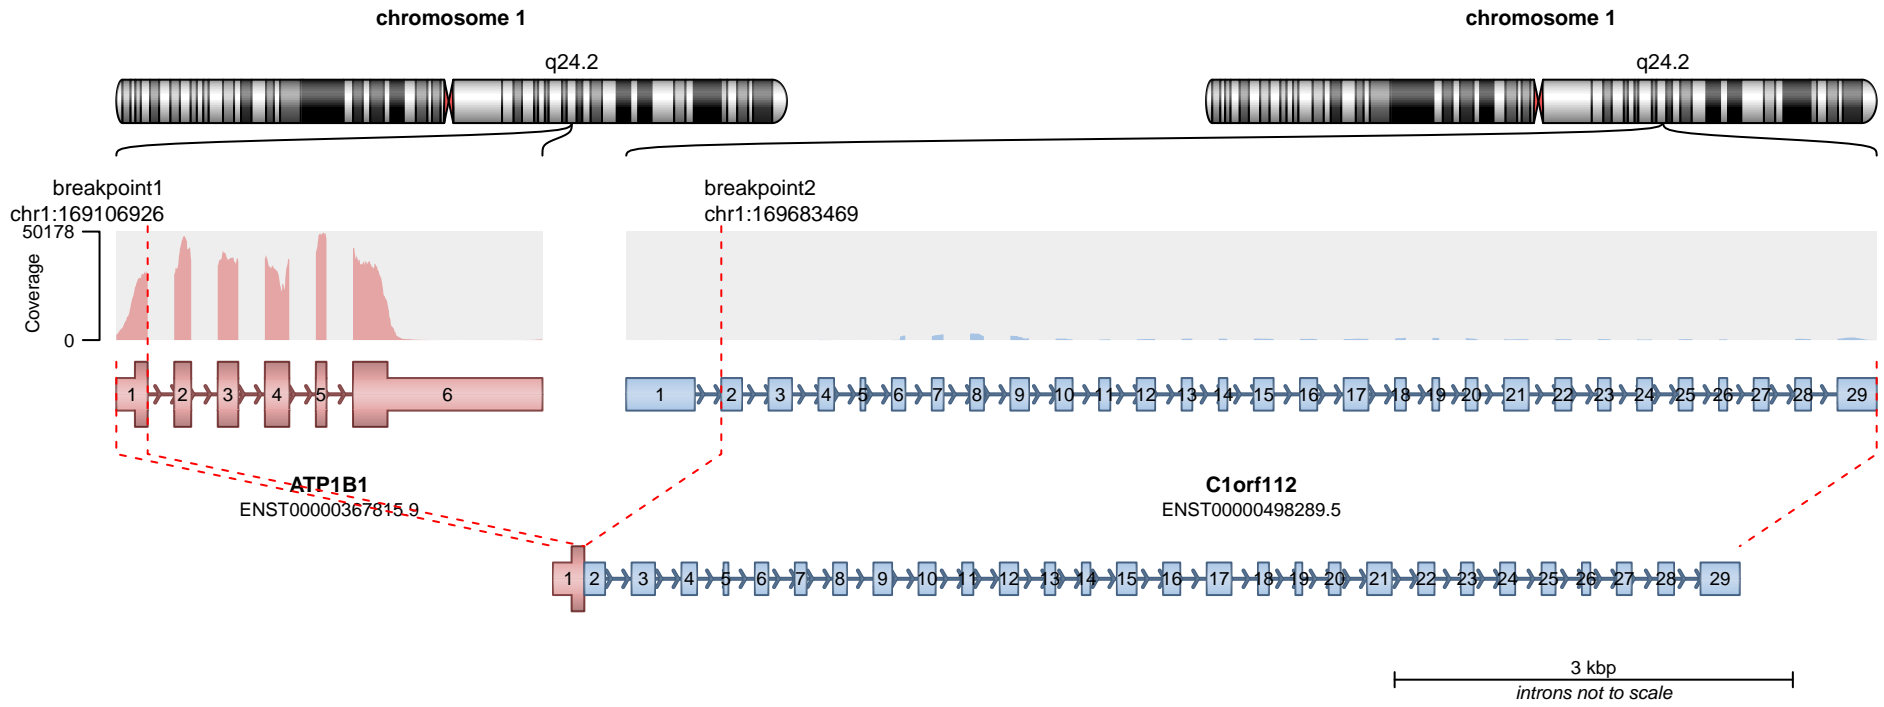 chromosome 1 chromosome 1
q24.2 q24.2
breakpoint1 breakpoint2
chr1:169106926 chr1:169683469
50178
Coverage
0
1 2 3 4 5 6 1 2 3 4 5 6 7 8 9 10 11 12 13 14 15 16 17 18 19 20 21 22 23 24 25 26 27 28 29
ATP1B1 C1orf112
ENST00000367815.9 ENST00000498289.5
1 2 3 4 5 6 7 8 9 10 11 12 13 14 15 16 17 18 19 20 21 22 23 24 25 26 27 28 29
3 kbp
introns not to scale